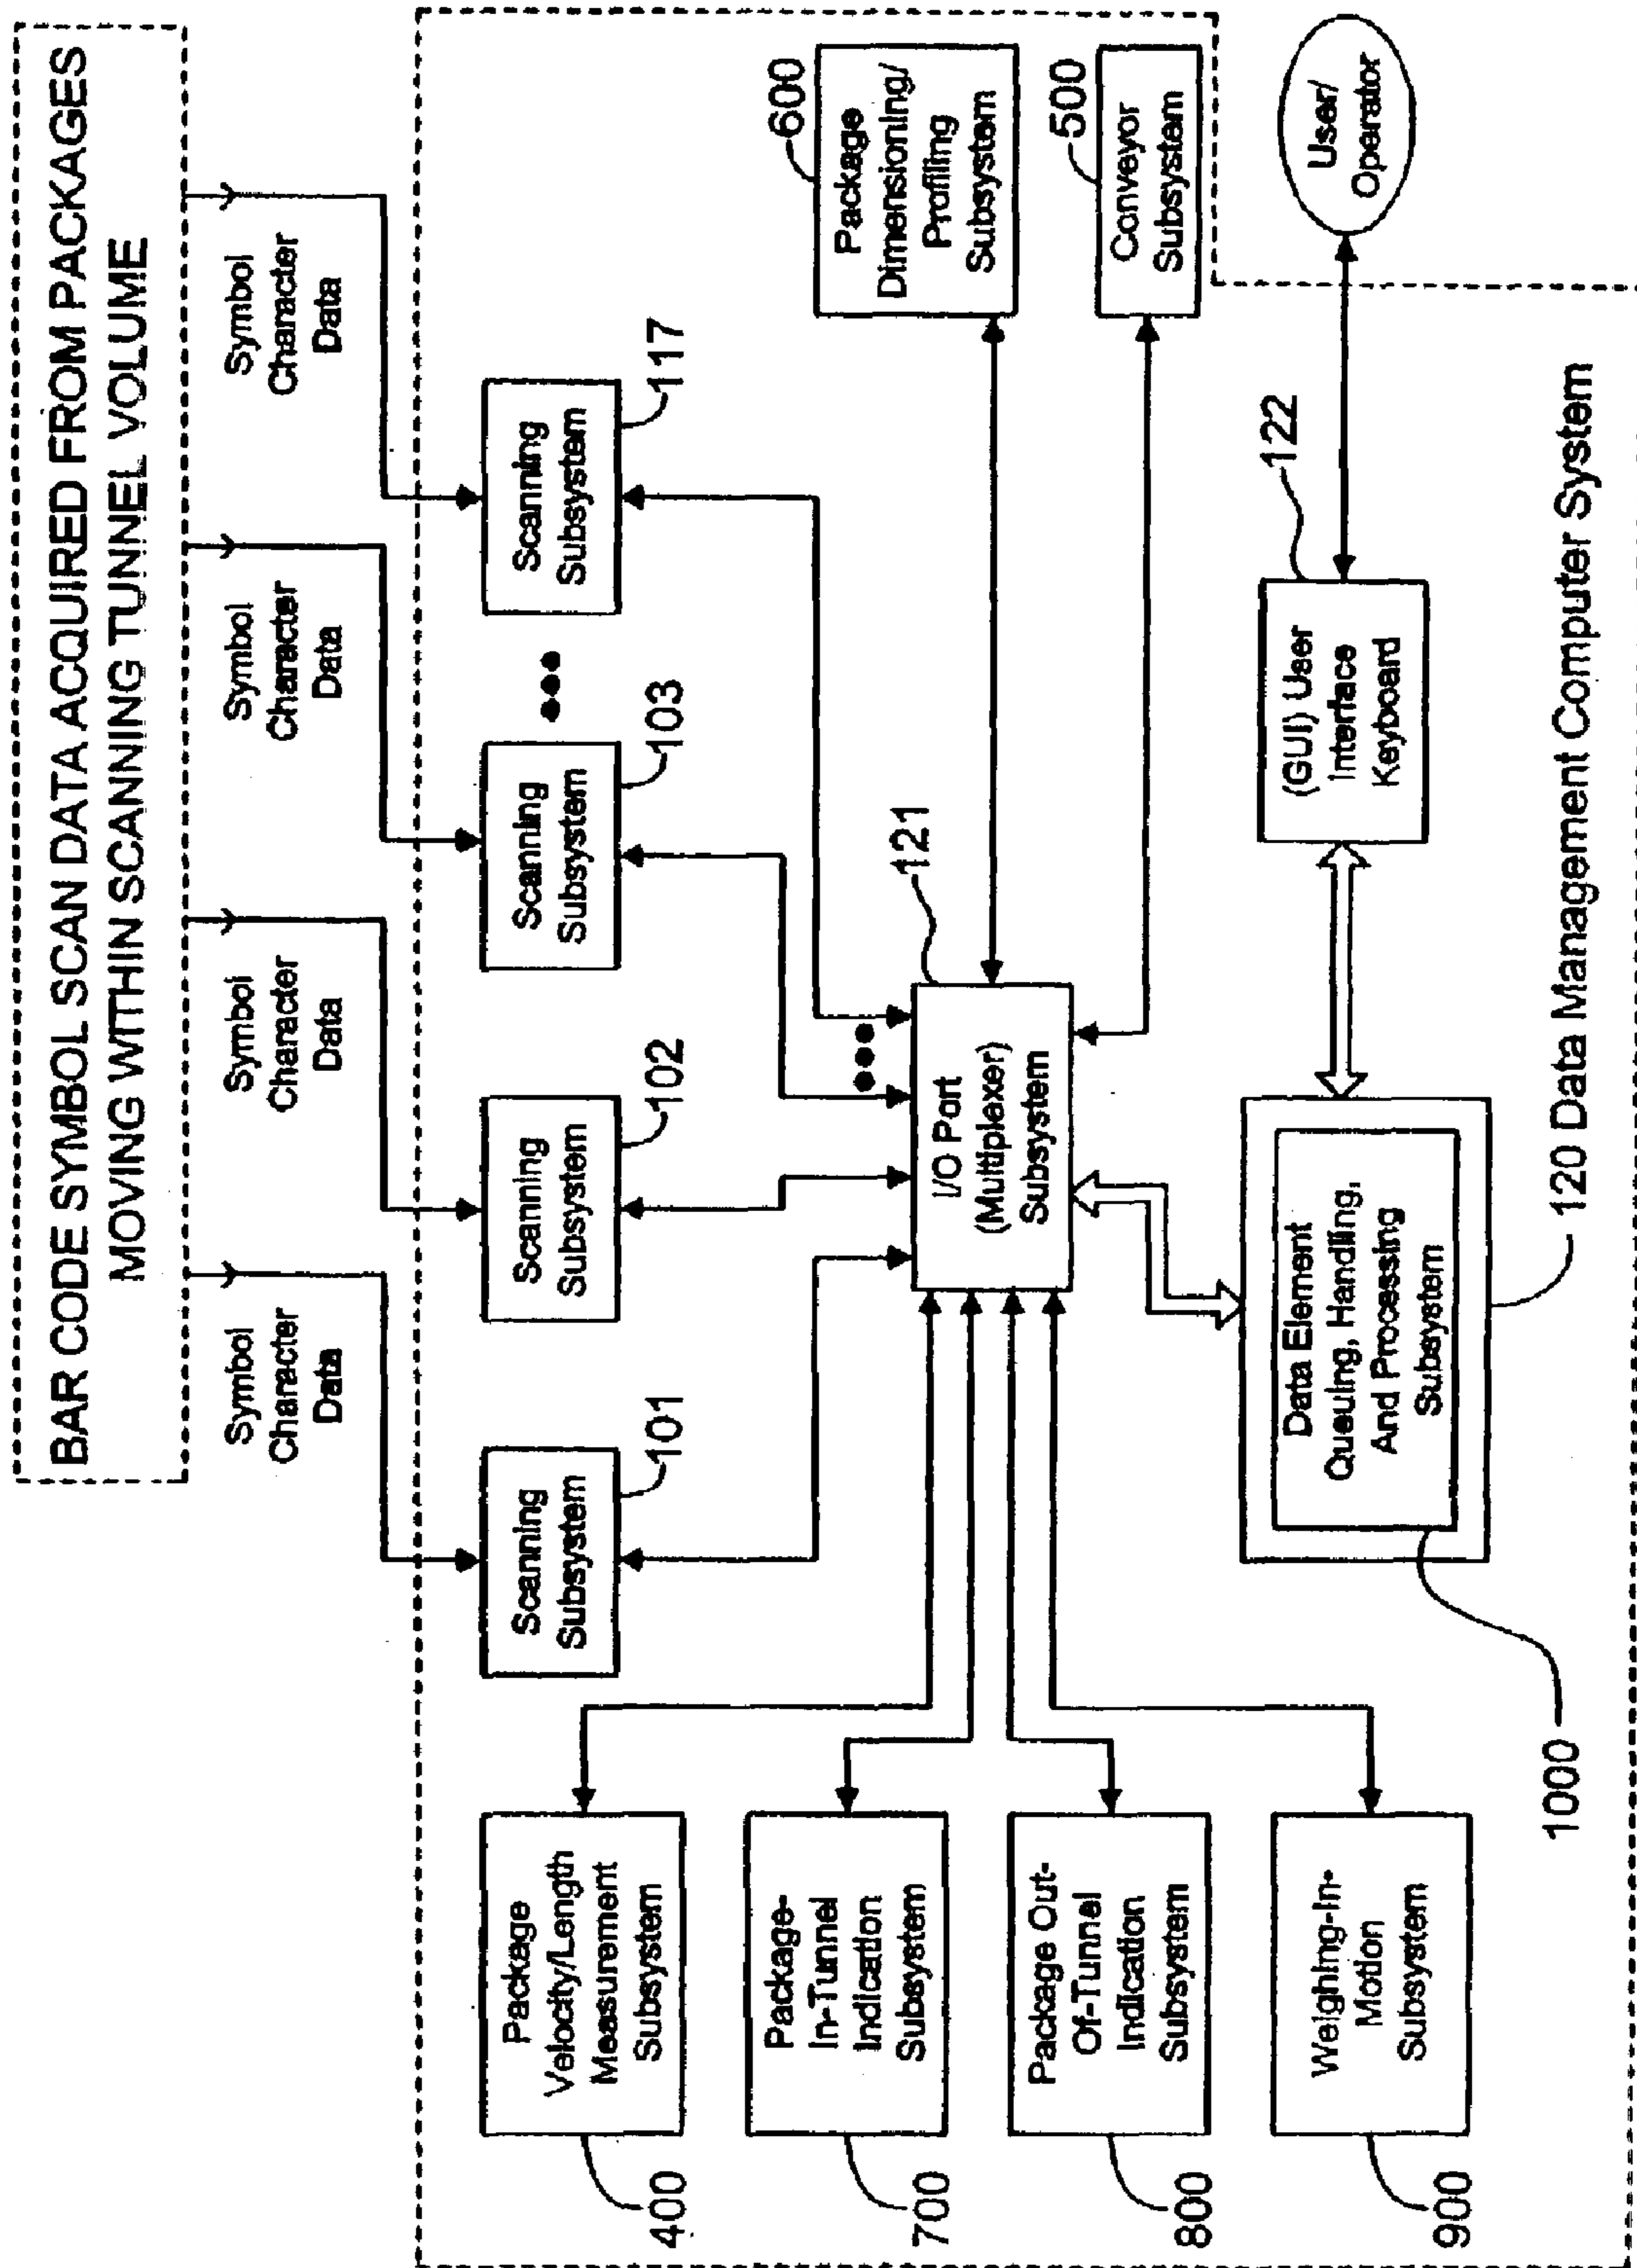 BAR CODE SYMBOL SCAN DATA ACQUIRED FROM PACKAGES
MOVING WITHIN SCANNING TUNNEL VOLUME
Symbol
Character
Data
Symbol
Character
Data
Symbol
Character
Data
Symbol
Character
Data
Scanning
Subsystem
101
Scanning
Subsystem
102
Scanning
Subsystem
103
Scanning
Subsystem
117
Package
Velocity/Length
Measurement
Subsystem
400
Package-
In-Tunnel
Indication
Subsystem
700
Package Out-
Of-Tunnel
Indication
Subsystem
800
Weighing-In-
Motion
Subsystem
900
I/O Port
(Multiplexer)
Subsystem
121
600
Package
Dimensioning/
Profiling
Subsystem
500
Conveyor
Subsystem
Data Element
Queuing, Handling,
And Processing
Subsystem
1000
120 Data Management Computer System
(GUI) User
Interface
Keyboard
122
User/
Operator